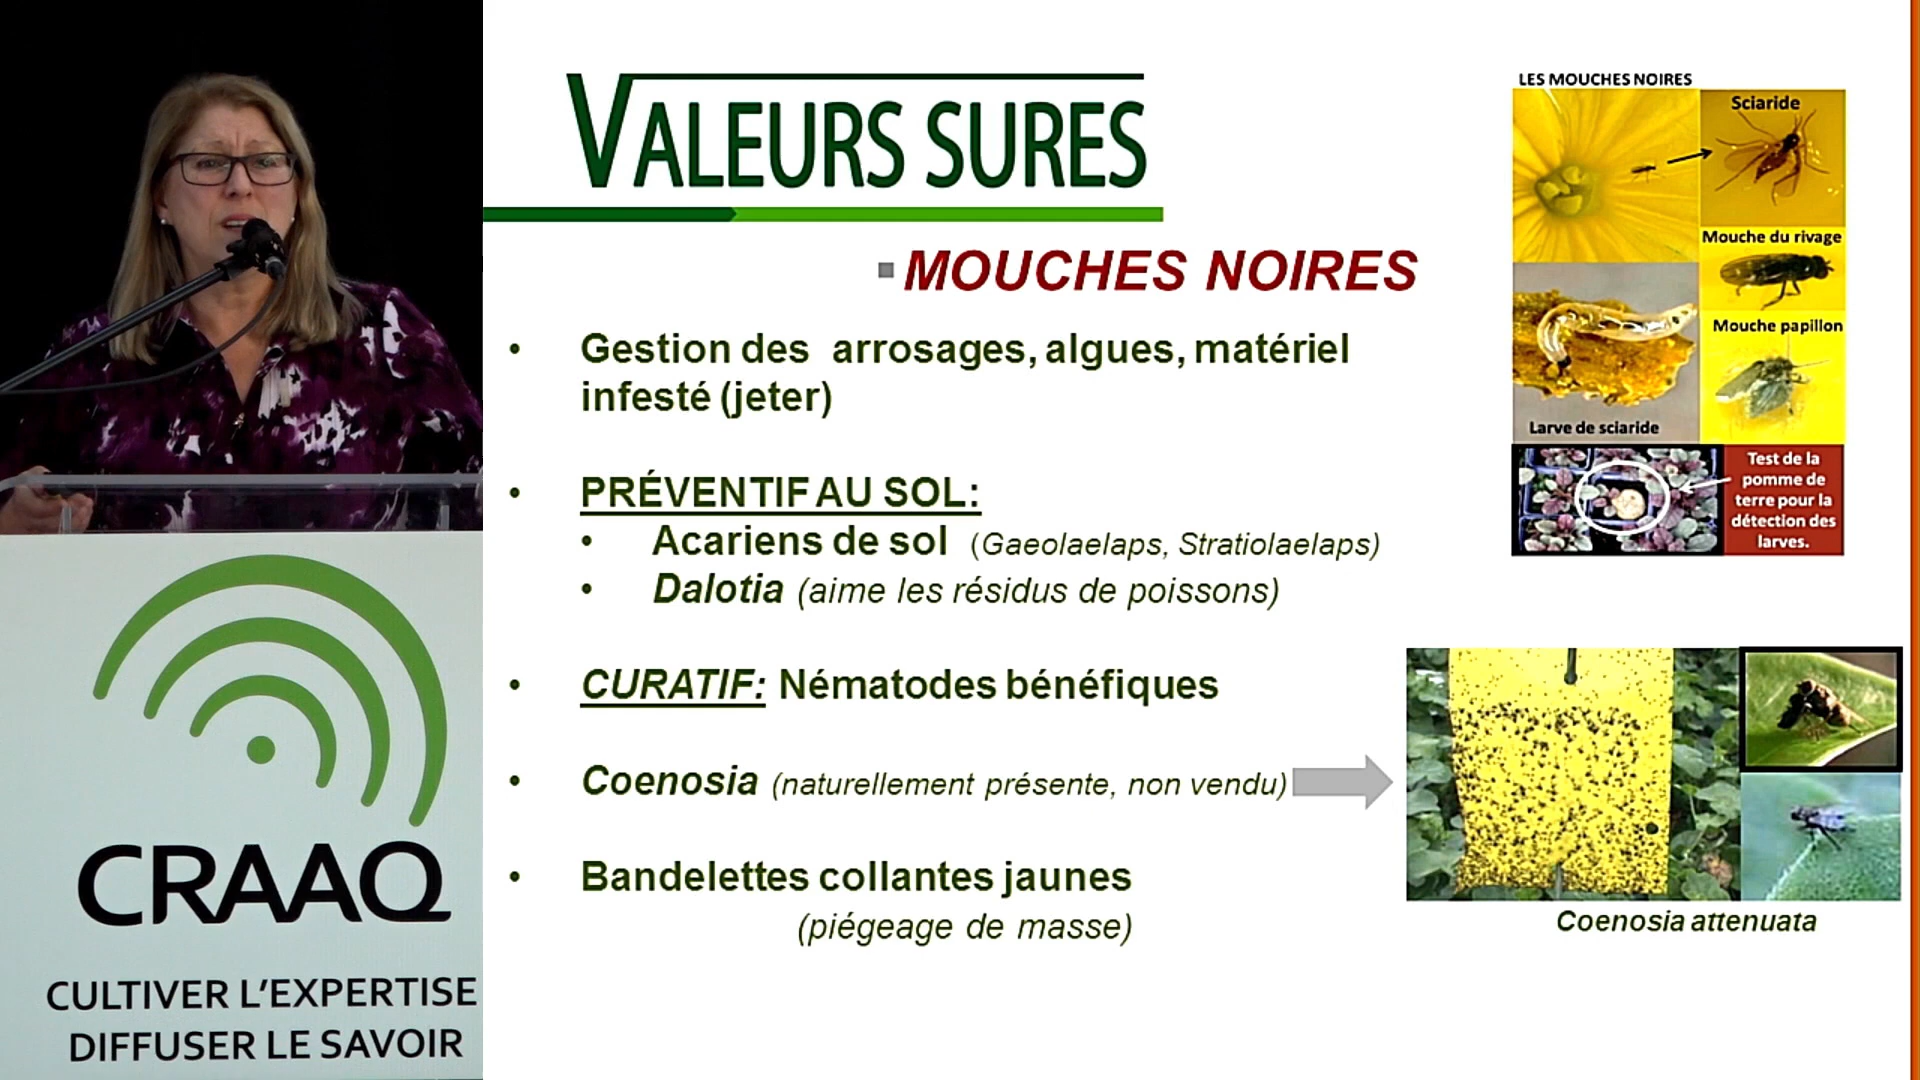 VALEURS SURES
MOUCHES NOIRES
• Gestion des arrosages, algues, matériel
infesté (jeter)
• PRÉVENTIF AU SOL:
• Acariens de sol (Gaeolaelaps, Stratiolaelaps)
• Dalotia (aime les résidus de poissons)
• CURATIF: Nématodes bénéfiques
• Coenosia (naturellement présente, non vendu)
• Bandelettes collantes jaunes
(piégeage de masse)
LES MOUCHES NOIRES
Sciaride
Mouche du rivage
Mouche papillon
Larve de sciaride
Test de la
pomme de
terre pour la
détection des
larves.
Coenosia attenuata
CRAAQ
CULTIVER L'EXPERTISE
DIFFUSER LE SAVOIR